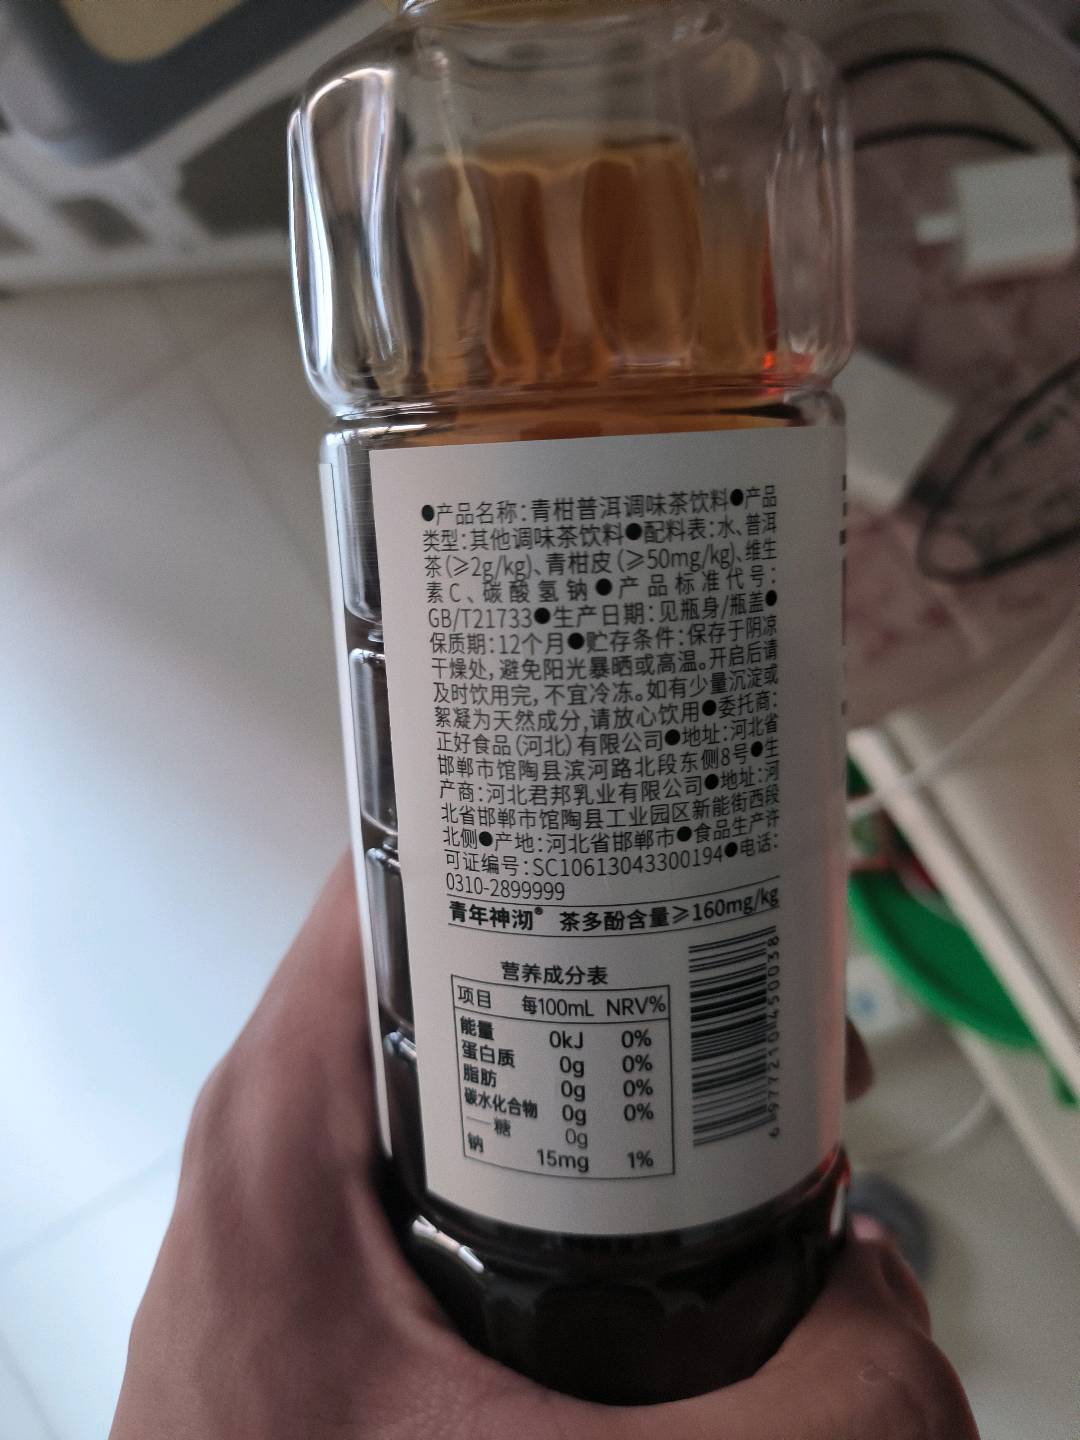 ●产品名称:青柑普洱调味茶饮料●产品
类型:其他调味茶饮料●配料表:水、普洱
茶(≥2g/kg)、青柑皮(≥50mg/kg)、维生
素C、碳酸氢钠●产品标准代号:
GB/T21733●生产日期:见瓶身/瓶盖●
保质期:12个月●贮存条件:保存于阴凉
干燥处,避免阳光暴晒或高温。开启后请
及时饮用完,不宜冷冻。如有少量沉淀或
絮凝为天然成分,请放心饮用●委托商:
正好食品(河北)有限公司●地址:河北省
邯郸市馆陶县滨河路北段东侧8号●生
产商:河北君邦乳业有限公司●地址:河
北省邯郸市馆陶县工业园区新能街西段
北侧●产地:河北省邯郸市●食品生产许
可证编号:SC10613043300194●电话:
0310-2899999
青年神沏® 茶多酚含量≥160mg/kg
营养成分表
项目 每100mL NRV%
能量 0kJ 0%
蛋白质 0g 0%
脂肪 0g 0%
碳水化合物 0g 0%
—糖 0g
钠 15mg 1%
6977210450038